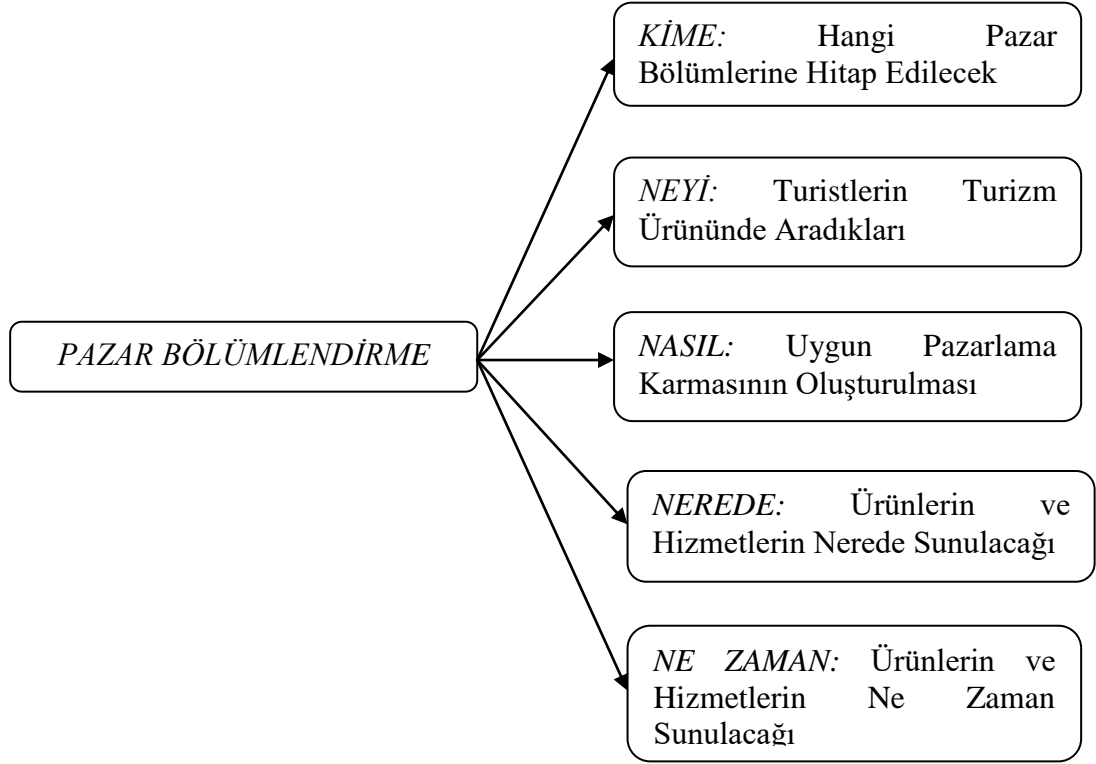 KİME: Hangi Pazar
Bölümlerine Hitap Edilecek
NEYİ: Turistlerin Turizm
Ürününde Aradıkları
PAZAR BÖLÜMLENDİRME
NASIL: Uygun Pazarlama
Karmasının Oluşturulması
NEREDE: Ürünlerin ve
Hizmetlerin Nerede Sunulacağı
NE ZAMAN: Ürünlerin ve
Hizmetlerin Ne Zaman
Sunulacağı